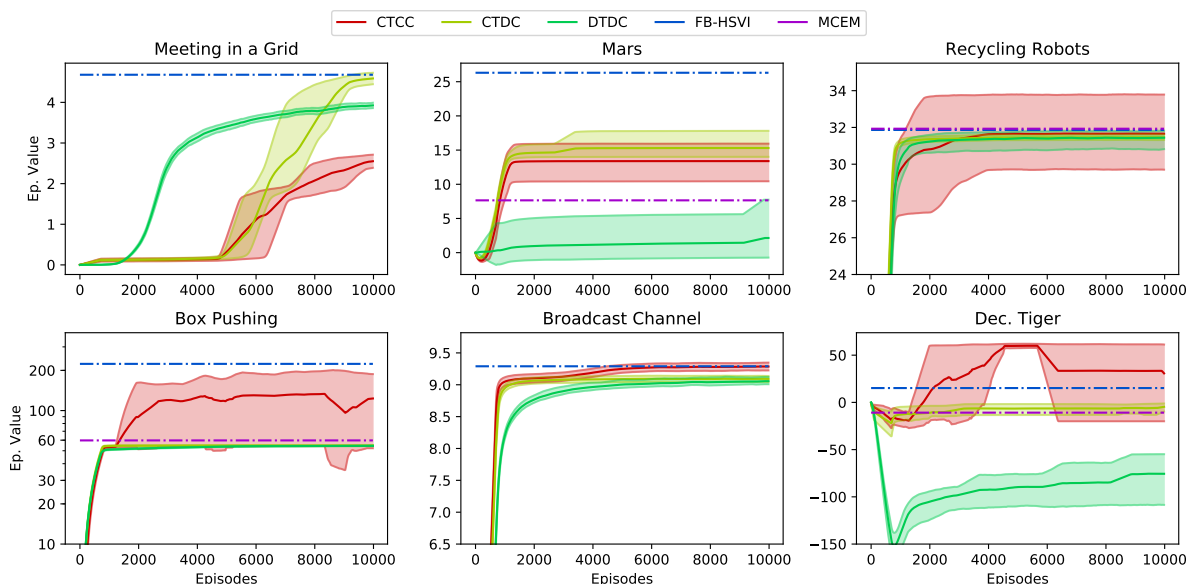 CTCC CTDC DTDC FB-HSVI MCEM
Meeting in a Grid
Ep. Value
4
3
2
1
0
0 2000 4000 6000 8000 10000
Mars
25
20
15
10
5
0
0 2000 4000 6000 8000 10000
Recycling Robots
34
32
30
28
26
24
0 2000 4000 6000 8000 10000
Box Pushing
Ep. Value
200
100
60
30
20
10
0 2000 4000 6000 8000 10000
Episodes
Broadcast Channel
9.5
9.0
8.5
8.0
7.5
7.0
6.5
0 2000 4000 6000 8000 10000
Episodes
Dec. Tiger
50
0
−50
−100
−150
0 2000 4000 6000 8000 10000
Episodes